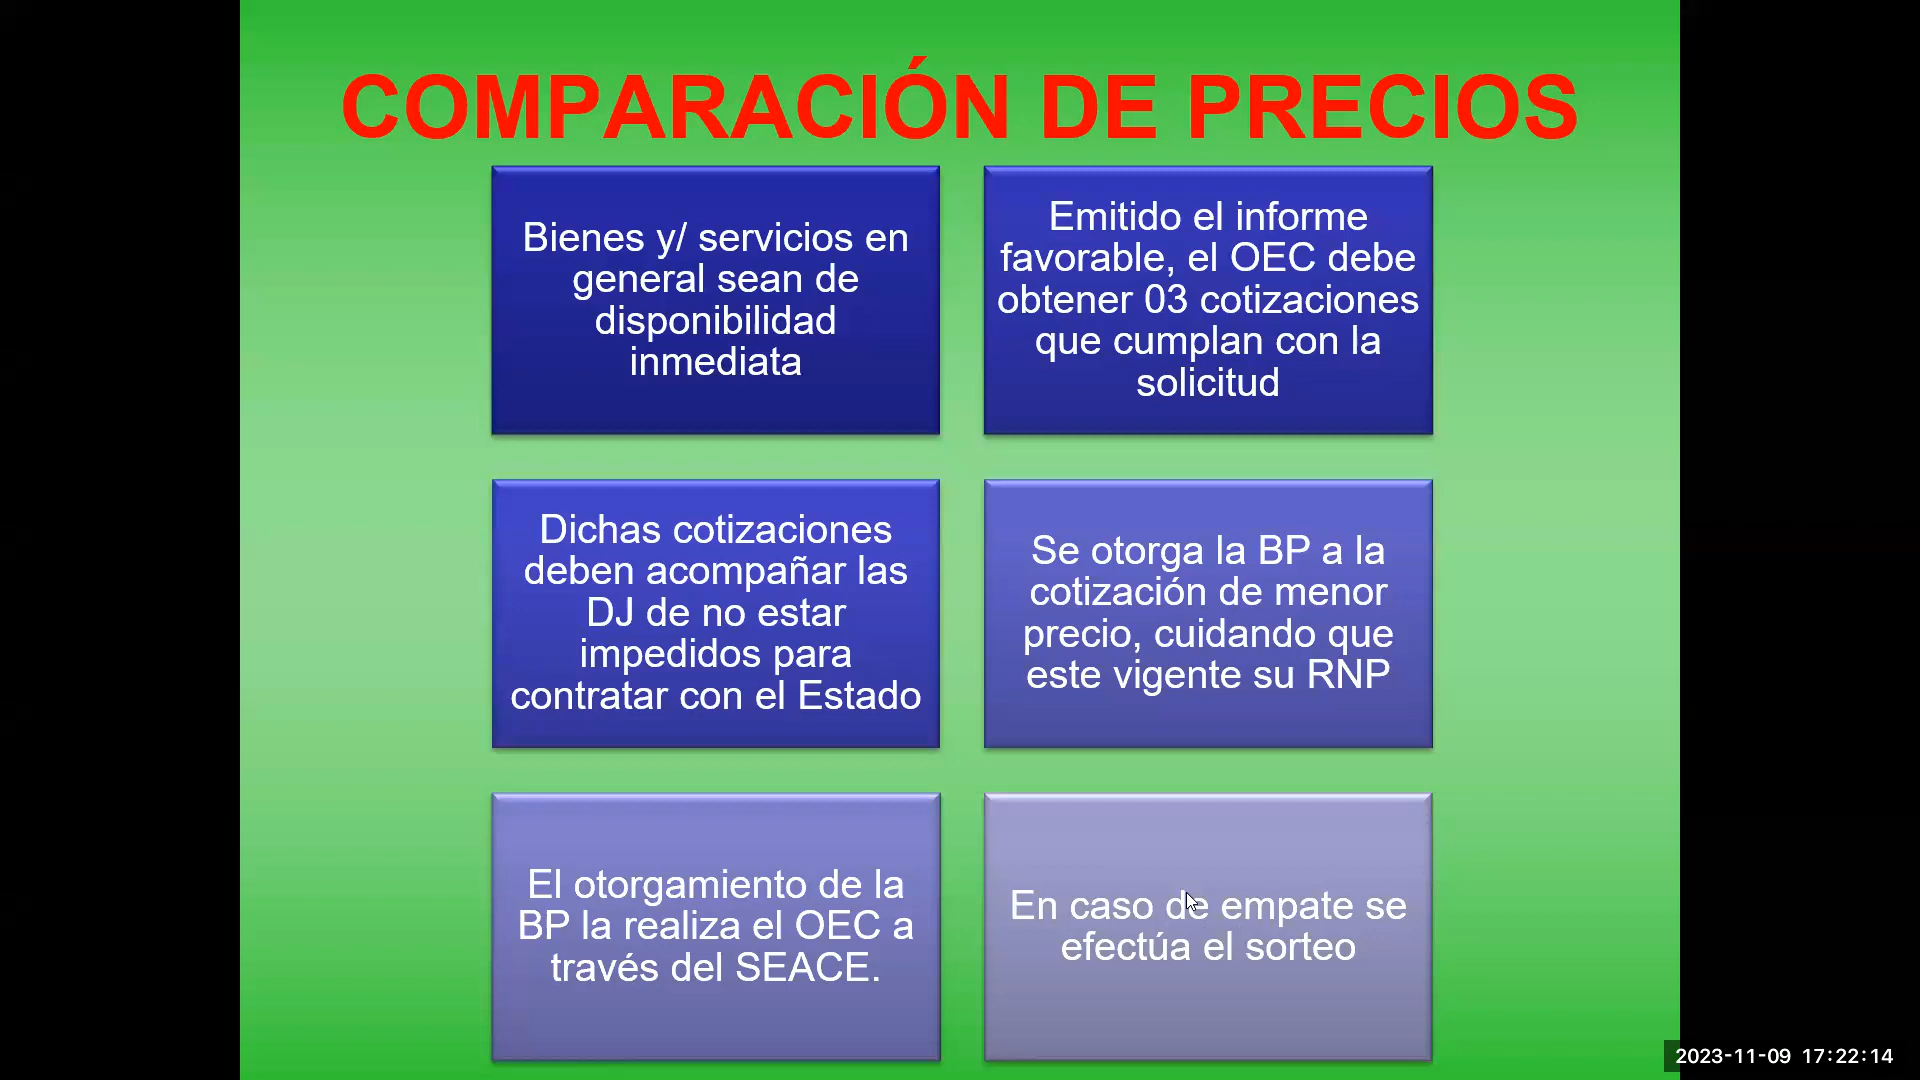 COMPARACIÓN DE PRECIOS
Bienes y/ servicios en
general sean de
disponibilidad
inmediata
Emitido el informe
favorable, el OEC debe
obtener 03 cotizaciones
que cumplan con la
solicitud
Dichas cotizaciones
deben acompañar las
DJ de no estar
impedidos para
contratar con el Estado
Se otorga la BP a la
cotización de menor
precio, cuidando que
este vigente su RNP
El otorgamiento de la
BP la realiza el OEC a
través del SEACE.
En caso de empate se
efectúa el sorteo
2023-11-09 17:22:14